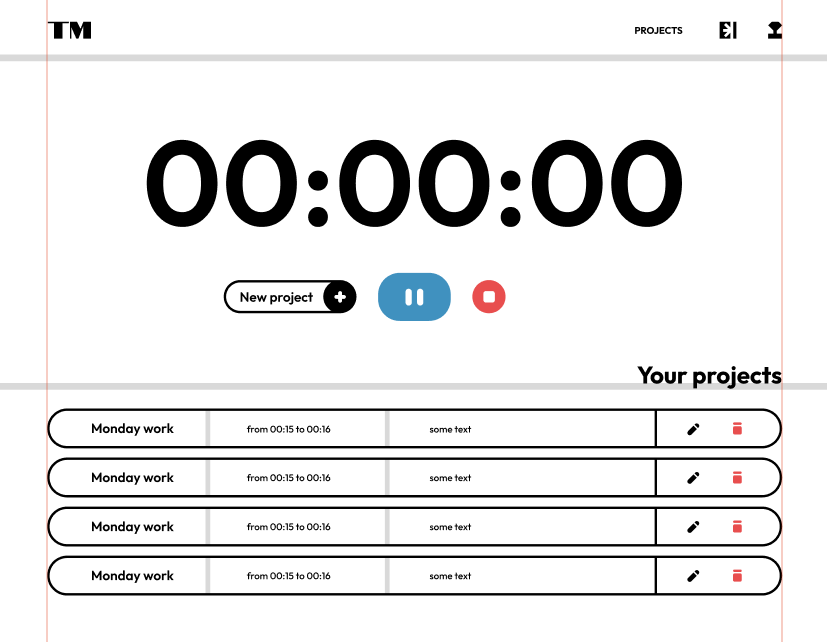 TM
PROJECTS
00:00:00
New project
Your projects
Monday work from 00:15 to 00:16 some text
Monday work from 00:15 to 00:16 some text
Monday work from 00:15 to 00:16 some text
Monday work from 00:15 to 00:16 some text